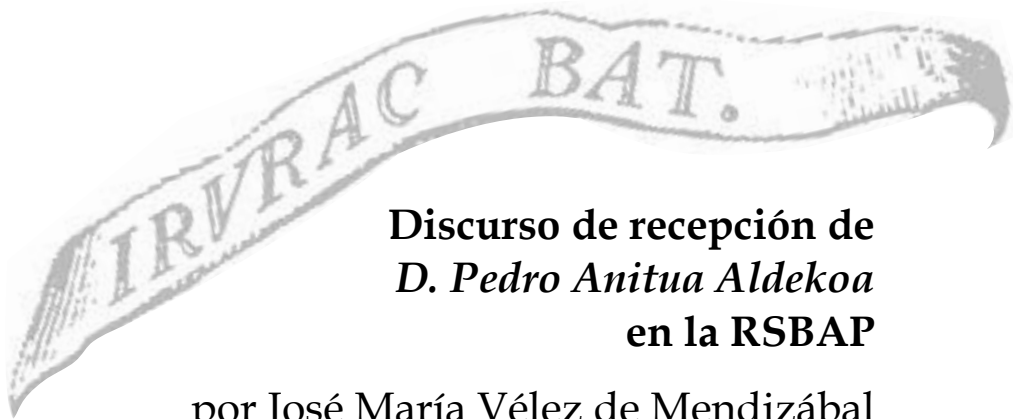 IRVRAC BAT.
Discurso de recepción de
D. Pedro Anitua Aldekoa
en la RSBAP
por José María Vélez de Mendizábal